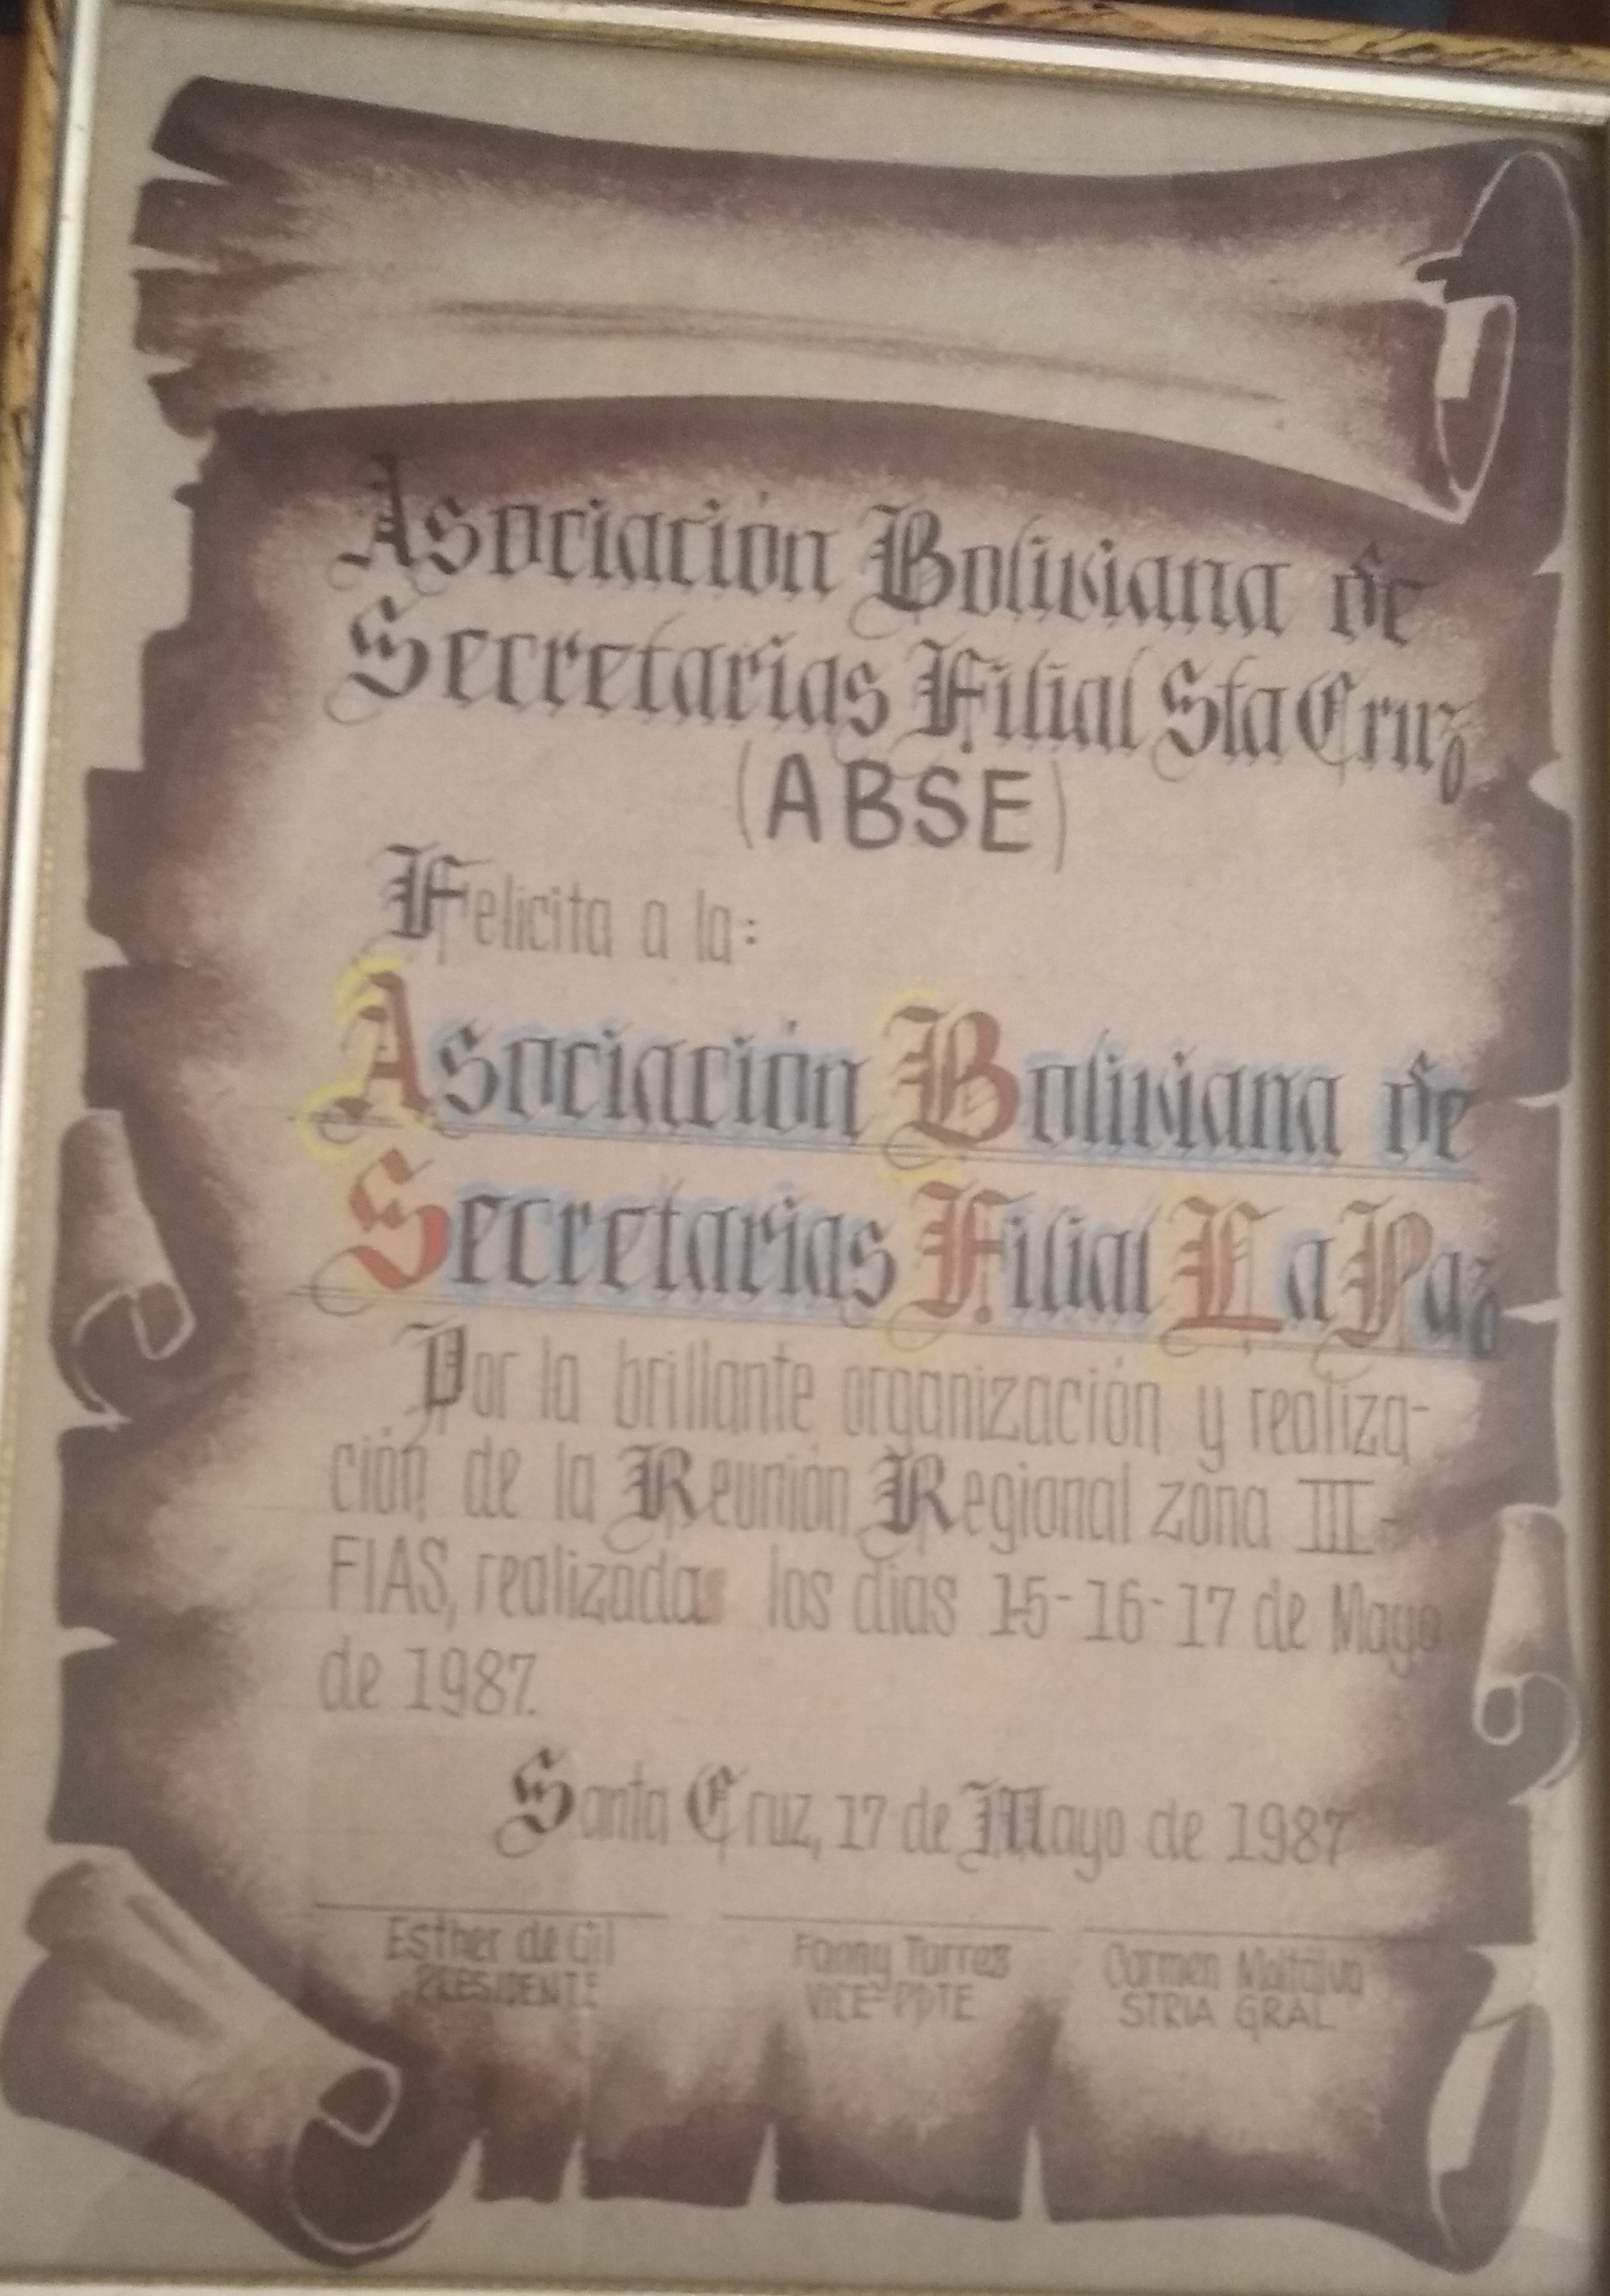 Asociación Boliviana de
Secretarias Filial Sta Cruz
(ABSE)
Felicita a la:
Asociación Boliviana de
Secretarias Filial La Paz
Por la brillante organización y realiza-
ción de la Reunión Regional zona III-
FIAS, realizada los dias 15-16-17 de Mayo
de 1987.
Santa Cruz, 17 de Mayo de 1987
Esther de Gil
PRESIDENTE
Fanny Torres
VICE-PDTE
Carmen
STRIA GRAL